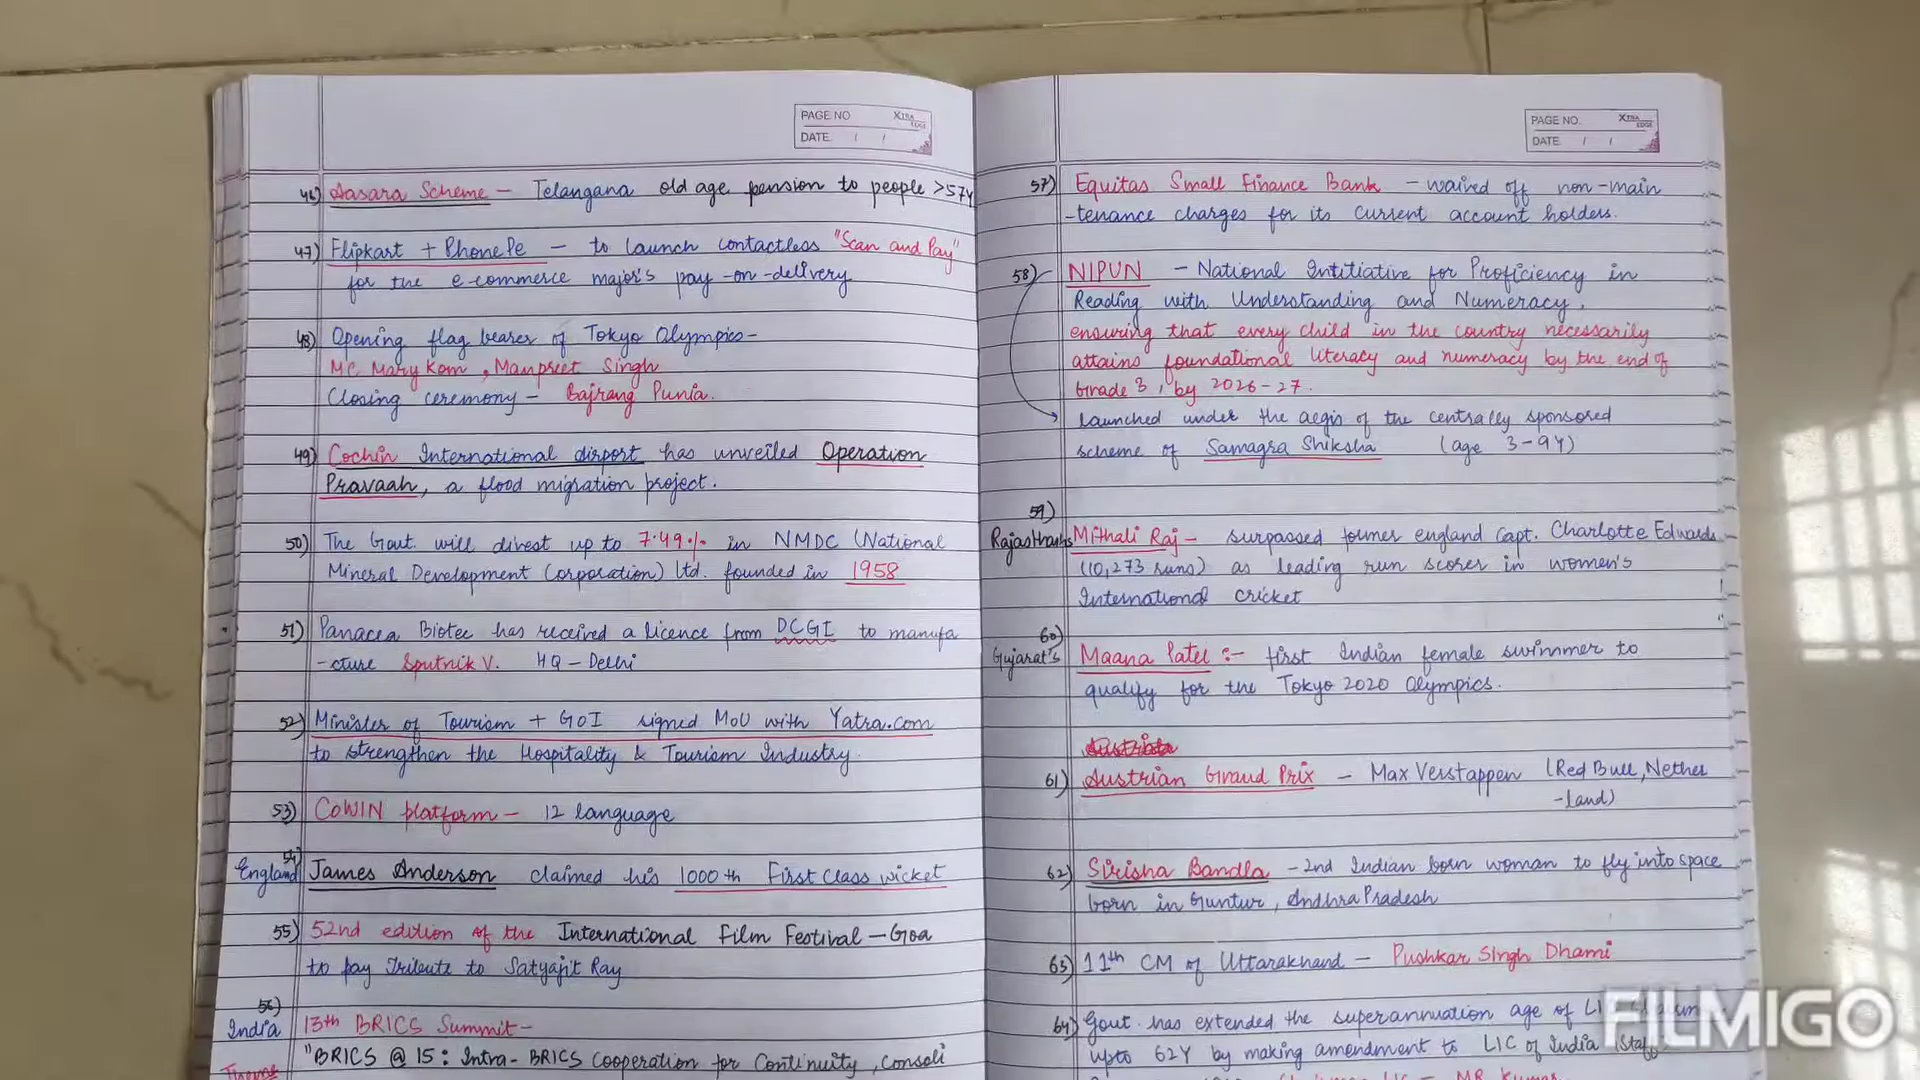 PAGE NO
DATE / /
XTRA EDGE
46) Aasara Scheme - Telangana old age pension to people >57Y
47) Flipkart + PhonePe - to launch contactless "Scan and Pay"
for the e-commerce major's pay-on-delivery
48) Opening flag bearer of Tokyo Olympics-
MC Mary Kom, Manpreet Singh
Closing ceremony - Bajrang Punia.
49) Cochin International airport has unveiled Operation
Pravaah, a flood migration project.
50) The Govt. will divest up to 7.49% in NMDC (National
Mineral Development Corporation) Ltd. founded in 1958
51) Panacea Biotec has received a licence from DCGI to manufa
-cture Sputnik V. HQ - Delhi
52) Minister of Tourism + GOI signed MoU with Yatra.com
to strengthen the Hospitality & Tourism Industry.
53) CoWIN platform - 12 language
54)
England James Anderson claimed his 1000th First Class wicket
55) 52nd edition of the International Film Festival - Goa
to pay Tribute to Satyajit Ray
56)
India 13th BRICS Summit -
Theme "BRICS @ 15: Intra-BRICS Cooperation for Continuity, Consoli
PAGE NO.
DATE / /
XTRA EDGE
57) Equitas Small Finance Bank - waived off non-main
-tenance charges for its current account holders.
58) NIPUN - National Intitiative for Proficiency in
Reading with Understanding and Numeracy.
ensuring that every child in the country necessarily
attains foundational literacy and numeracy by the end of
Grade 3, by 2026-27.
launched under the aegis of the centrally sponsored
scheme of Samagra Shiksha (age 3-9Y)
59)
Rajasthan's Mithali Raj - surpassed former england Capt. Charlotte Edwards
(10,273 runs) as leading run scorer in women's
International cricket
60)
Gujarat's Maana Patel :- first Indian female swimmer to
qualify for the Tokyo 2020 Olympics.
61) Austrian Grand Prix - Max Verstappen (Red Bull, Nether
-land)
62) Sirisha Bandla - 2nd Indian born woman to fly into space
born in Guntur, Andhra Pradesh
63) 11th CM of Uttarakhand - Pushkar Singh Dhami
64) Govt. has extended the superannuation age of LIC
upto 62Y by making amendment to LIC of India (Staff)
Chairman LIC - MR Kumar
FILMIGO